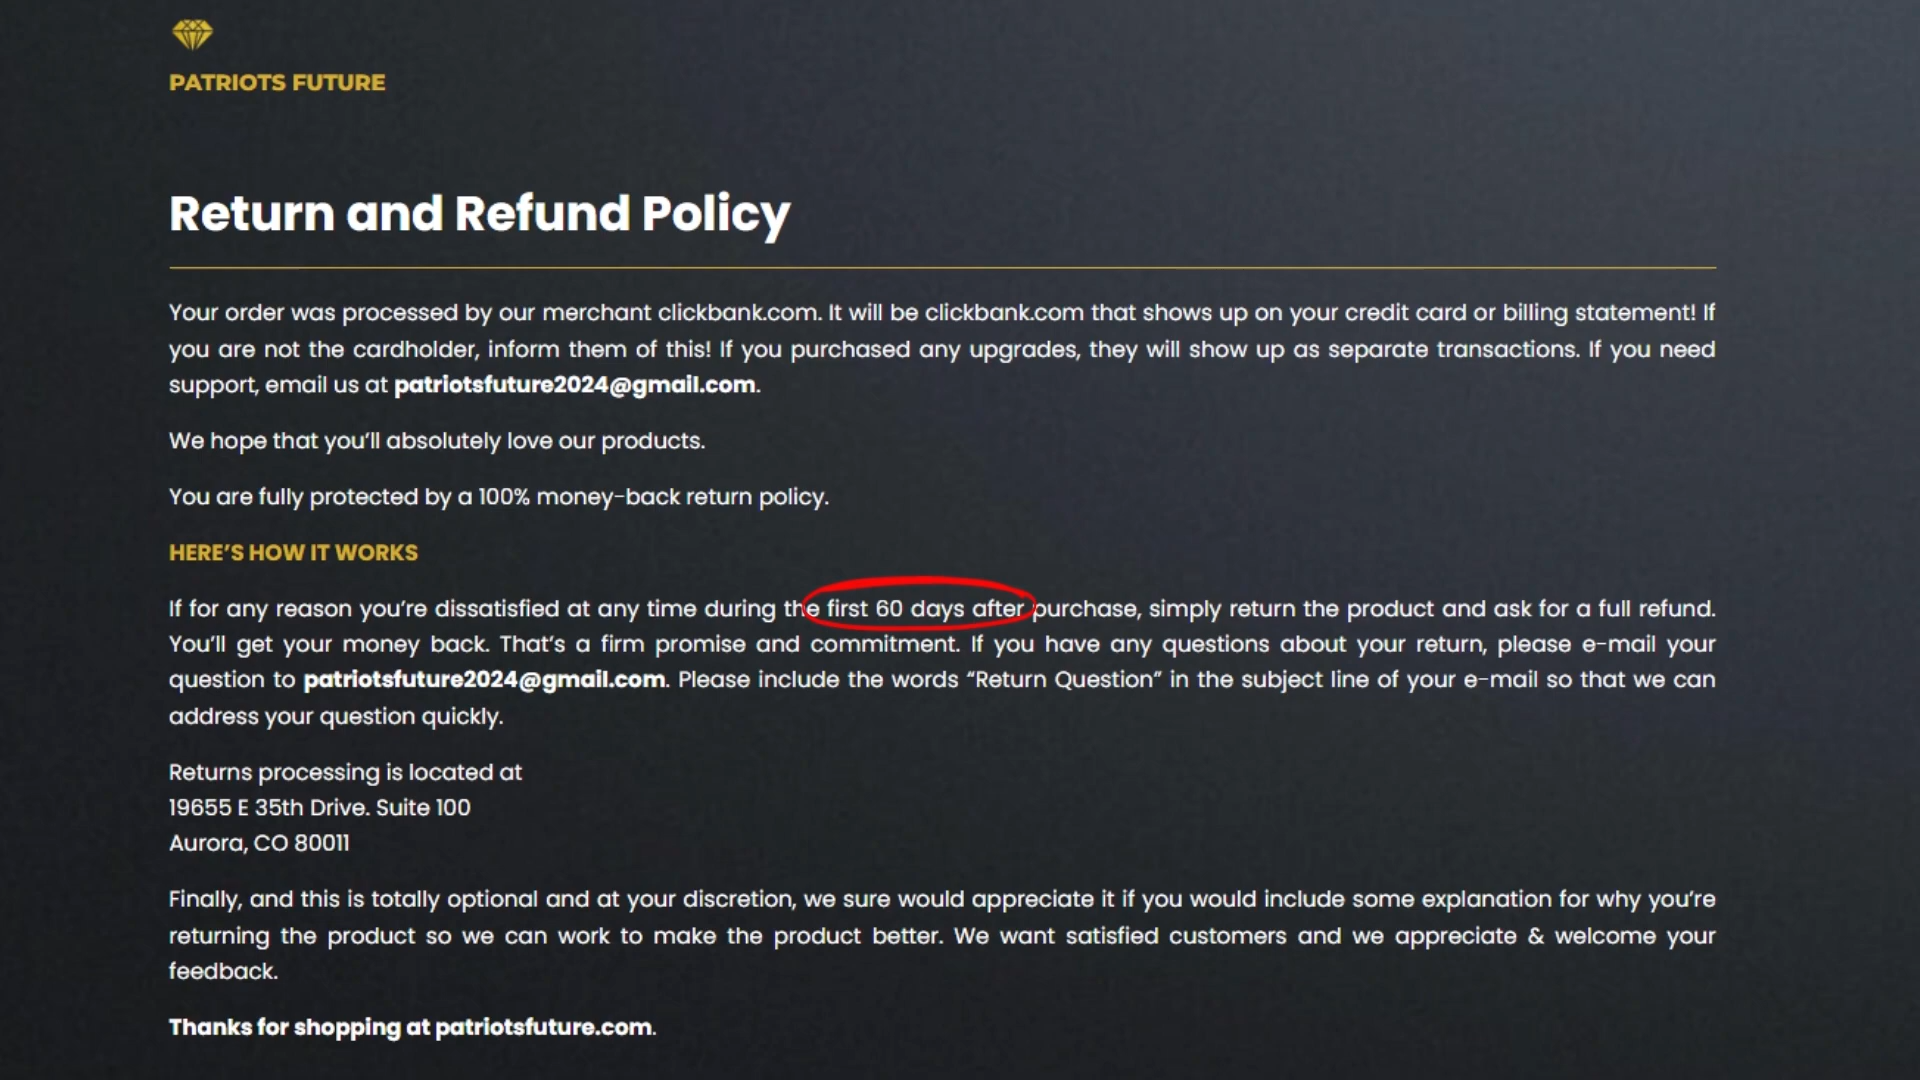 PATRIOTS FUTURE
Return and Refund Policy
Your order was processed by our merchant clickbank.com. It will be clickbank.com that shows up on your credit card or billing statement! If
you are not the cardholder, inform them of this! If you purchased any upgrades, they will show up as separate transactions. If you need
support, email us at patriotsfuture2024@gmail.com.
We hope that you’ll absolutely love our products.
You are fully protected by a 100% money-back return policy.
HERE’S HOW IT WORKS
If for any reason you’re dissatisfied at any time during the first 60 days after purchase, simply return the product and ask for a full refund.
You’ll get your money back. That’s a firm promise and commitment. If you have any questions about your return, please e-mail your
question to patriotsfuture2024@gmail.com. Please include the words “Return Question” in the subject line of your e-mail so that we can
address your question quickly.
Returns processing is located at
19655 E 35th Drive. Suite 100
Aurora, CO 80011
Finally, and this is totally optional and at your discretion, we sure would appreciate it if you would include some explanation for why you’re
returning the product so we can work to make the product better. We want satisfied customers and we appreciate & welcome your
feedback.
Thanks for shopping at patriotsfuture.com.